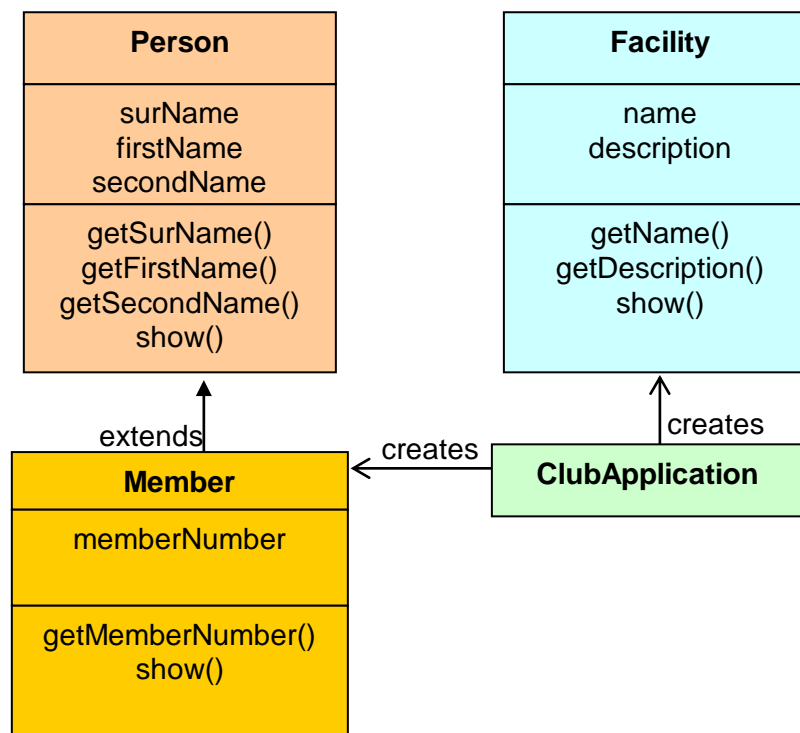 Person
surName
firstName
secondName
getSurName()
getFirstName()
getSecondName()
show()
Facility
name
description
getName()
getDescription()
show()
extends
creates
creates
Member
memberNumber
getMemberNumber()
show()
ClubApplication